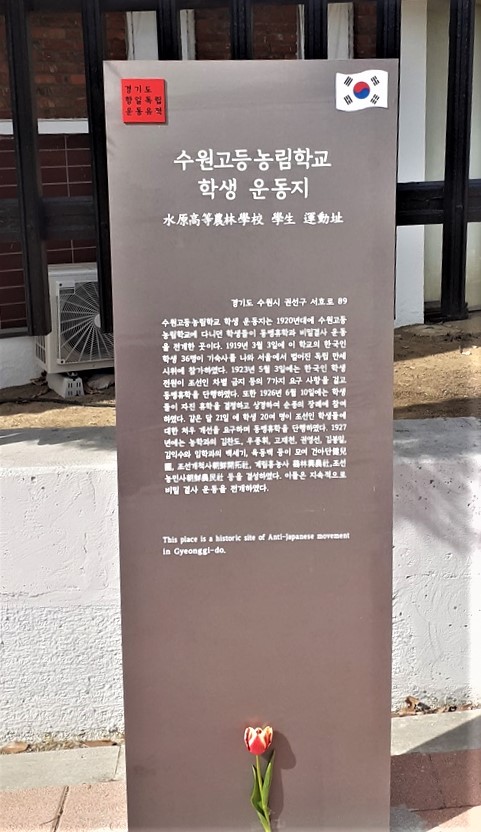 경기도
항일독립
운동유적
수원고등농림학교
학생 운동지
水原高等農林學校 學生 運動址
경기도 수원시 권선구 서호로 89
수원고등농림학교 학생 운동지는 1920년대에 수원고등
농림학교에 다니던 학생들이 동맹휴학과 비밀결사 운동
을 전개한 곳이다. 1919년 3월 3일에 이 학교의 한국인
학생 36명이 기숙사를 나와 서울에서 벌어진 독립 만세
시위에 참가하였다. 1923년 5월 3일에는 한국인 학생
전원이 조선인 차별 금지 등의 7가지 요구 사항을 걸고
동맹휴학을 단행하였다. 또한 1926년 6월 10일에는 학생
들이 자진 휴학을 결행하고 상경하여 순종의 장례에 참여
하였다. 같은 달 21일 에 학생 20여 명이 조선인 학생들에
대한 처우 개선을 요구하며 동맹휴학을 단행하였다. 1927
년에는 농학과의 김찬도, 우종휘, 고재천, 권영선, 김봉일,
김익수와 임학과의 백세기, 육동백 등이 모여 건아단健兒
團, 조선개척사朝鮮開拓社, 계림흥농사 鷄林興農社,조선
농민사朝鮮農民社 등을 결성하였다. 이들은 지속적으로
비밀 결사 운동을 전개하였다.
This place is a historic site of Anti-Japanese movement
in Gyeonggi-do.